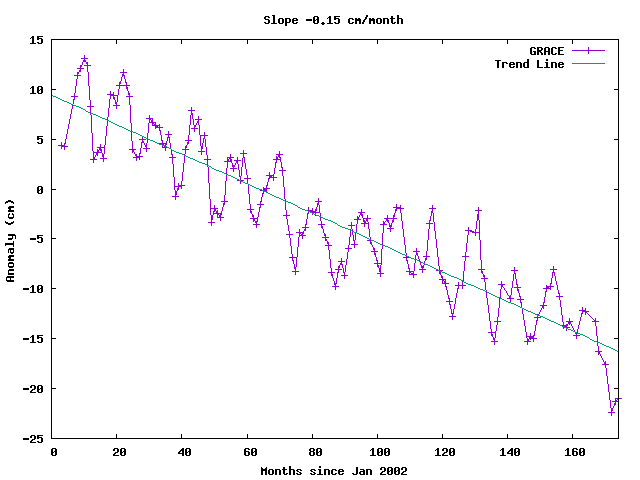 Slope -0.15 cm/month
GRACE
Trend Line
15
10
5
0
-5
-10
-15
-20
-25
Anomaly (cm)
0 20 40 60 80 100 120 140 160
Months since Jan 2002